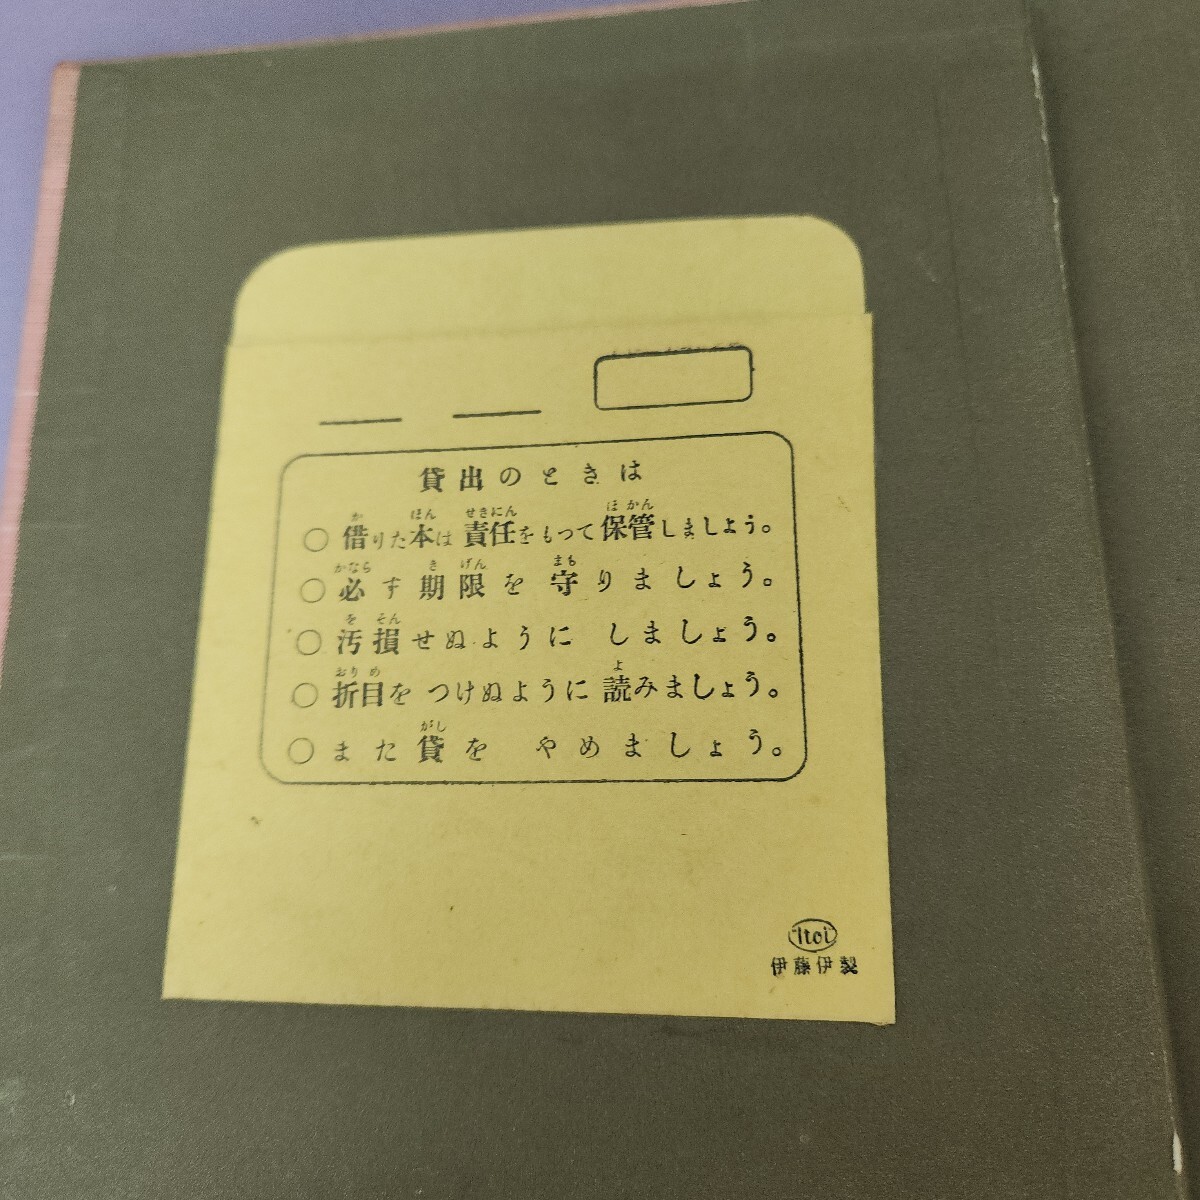 貸出のときは
○ 借りた本は責任をもって保管しましょう。
○ 必す期限を守りましょう。
○ 汚損せぬように しましょう。
○ 折目を つけぬように読みましょう。
○ また貸を やめましょう。
Itoi
伊藤伊製